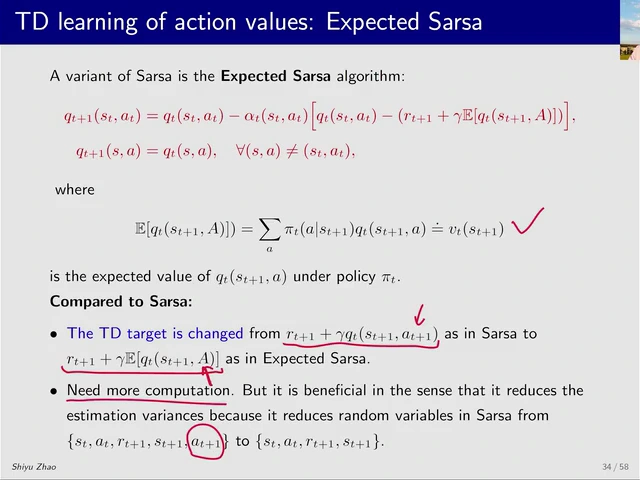 TD learning of action values: Expected Sarsa
A variant of Sarsa is the Expected Sarsa algorithm:
q_{t+1}(s_t, a_t) = q_t(s_t, a_t) − α_t(s_t, a_t)[q_t(s_t, a_t) − (r_{t+1} + γE[q_t(s_{t+1}, A)])],
q_{t+1}(s, a) = q_t(s, a), ∀(s, a) ≠ (s_t, a_t),
where
𝔼[q_t(s_{t+1}, A)]) = ∑_a π_t(a|s_{t+1})q_t(s_{t+1}, a) ≐ v_t(s_{t+1})
is the expected value of q_t(s_{t+1}, a) under policy π_t.
Compared to Sarsa:
• The TD target is changed from r_{t+1} + γq_t(s_{t+1}, a_{t+1}) as in Sarsa to
r_{t+1} + γ𝔼[q_t(s_{t+1}, A)] as in Expected Sarsa.
• Need more computation. But it is beneficial in the sense that it reduces the
estimation variances because it reduces random variables in Sarsa from
{s_t, a_t, r_{t+1}, s_{t+1}, a_{t+1}} to {s_t, a_t, r_{t+1}, s_{t+1}}.
Shiyu Zhao 34 / 58